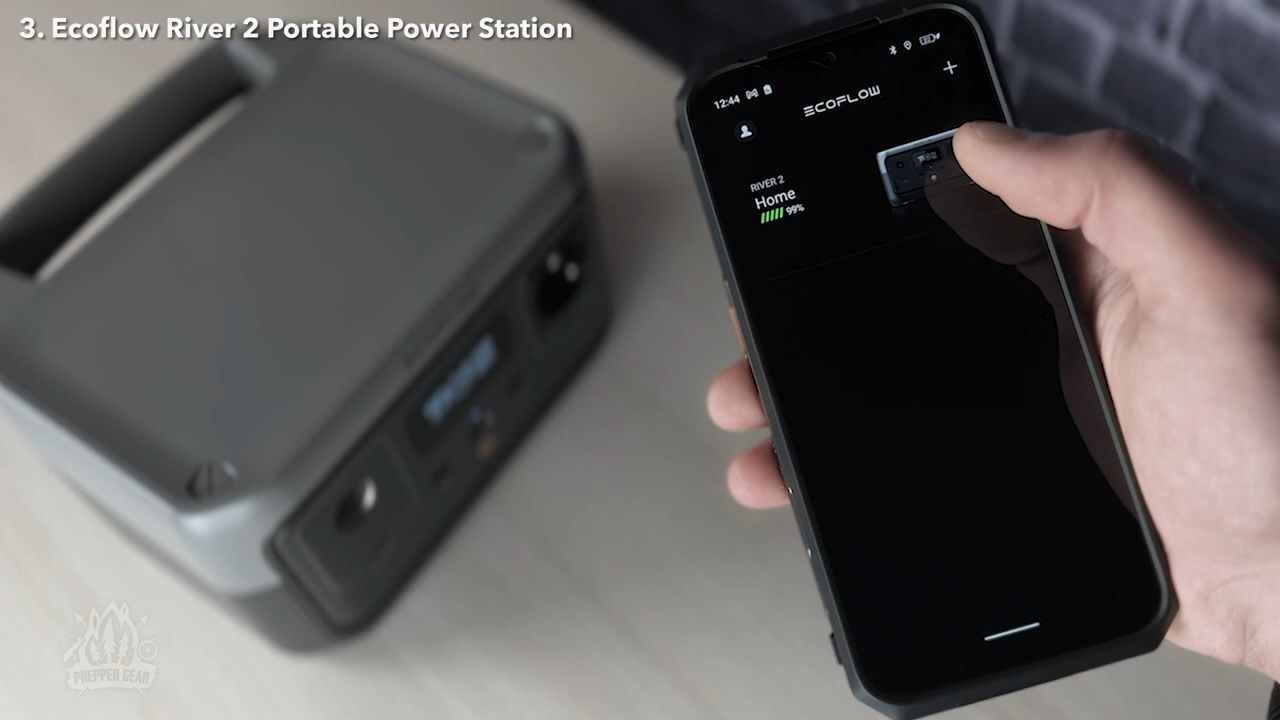 3. Ecoflow River 2 Portable Power Station
12:44
ECOFLOW
RIVER 2
Home
99%
PREPPER GEAR